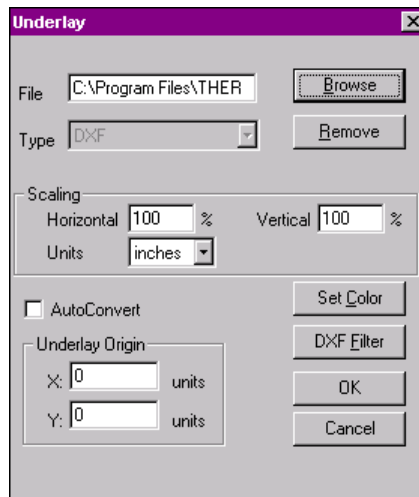 Underlay
File C:\Program Files\THER Browse
Type DXF Remove
Scaling
Horizontal 100 % Vertical 100 %
Units inches
AutoConvert Set Color
Underlay Origin DXF Filter
X: 0 units OK
Y: 0 units Cancel